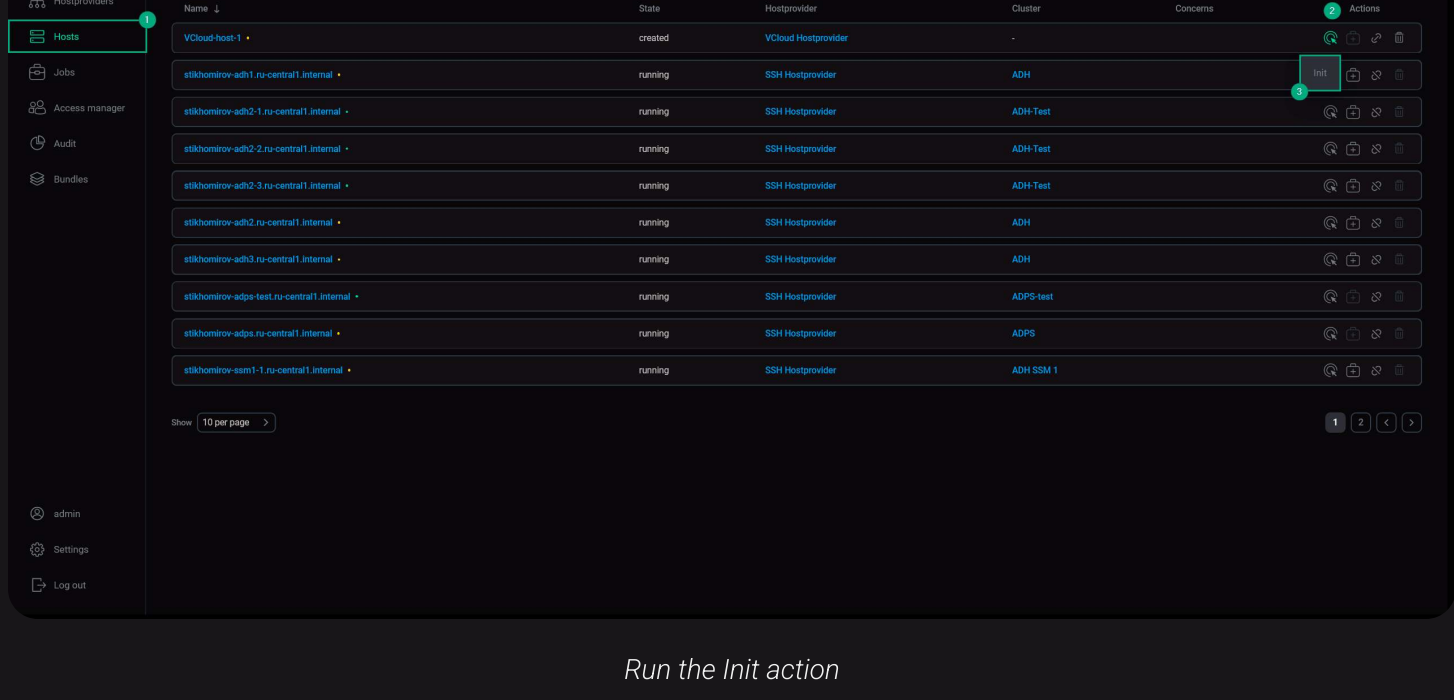 Hostproviders
Name ↓ State Hostprovider Cluster Concerns 2 Actions
1
Hosts
VCloud-host-1 created VCloud Hostprovider -
Jobs
stikhomirov-adh1.ru-central1.internal running SSH Hostprovider ADH Init
3
Access manager
stikhomirov-adh2-1.ru-central1.internal running SSH Hostprovider ADH-Test
Audit
stikhomirov-adh2-2.ru-central1.internal running SSH Hostprovider ADH-Test
Bundles
stikhomirov-adh2-3.ru-central1.internal running SSH Hostprovider ADH-Test
stikhomirov-adh2.ru-central1.internal running SSH Hostprovider ADH
stikhomirov-adh3.ru-central1.internal running SSH Hostprovider ADH
stikhomirov-adps-test.ru-central1.internal running SSH Hostprovider ADPS-test
stikhomirov-adps.ru-central1.internal running SSH Hostprovider ADPS
stikhomirov-ssm1-1.ru-central1.internal running SSH Hostprovider ADH SSM 1
Show 10 per page > 1 2 < >
admin
Settings
Log out
Run the Init action